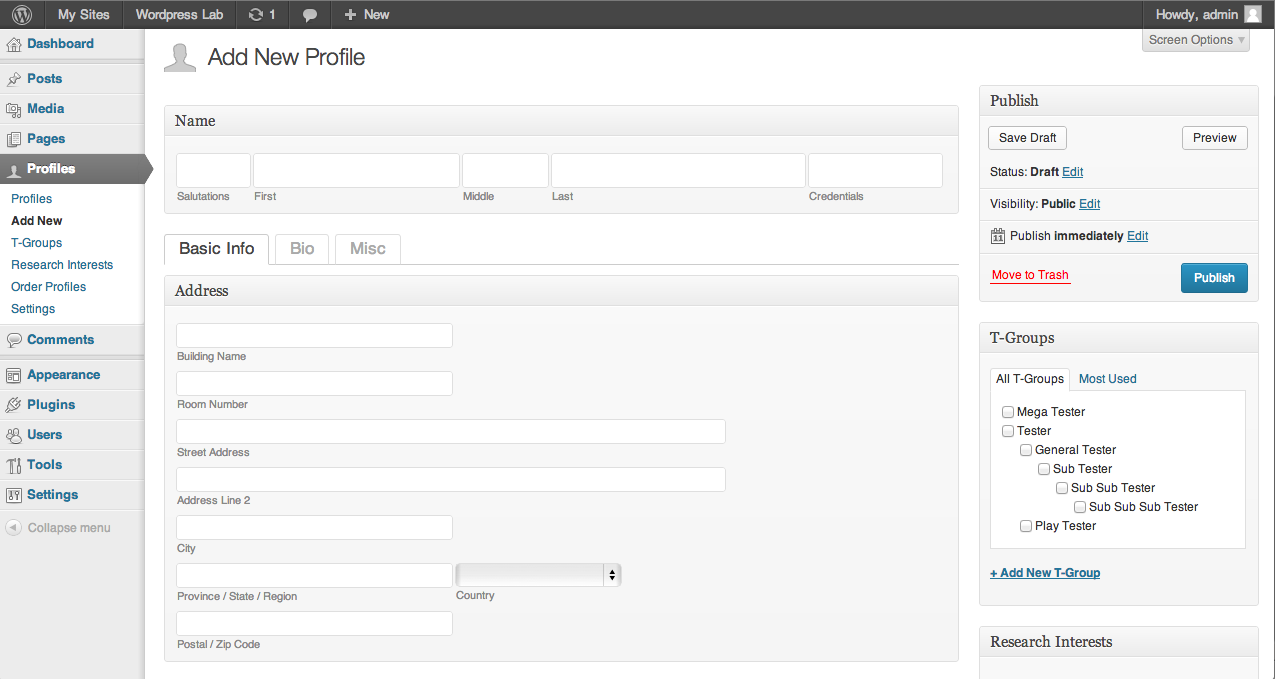 My Sites Wordpress Lab 1 + New Howdy, admin
Screen Options
Dashboard
Posts
Media
Pages
Profiles
Profiles
Add New
T-Groups
Research Interests
Order Profiles
Settings
Comments
Appearance
Plugins
Users
Tools
Settings
Collapse menu
Add New Profile
Name
Salutations First Middle Last Credentials
Basic Info Bio Misc
Address
Building Name
Room Number
Street Address
Address Line 2
City
Province / State / Region Country
Postal / Zip Code
Publish
Save Draft Preview
Status: Draft Edit
Visibility: Public Edit
11 Publish immediately Edit
Move to Trash Publish
T-Groups
All T-Groups Most Used
Mega Tester
Tester
General Tester
Sub Tester
Sub Sub Tester
Sub Sub Sub Tester
Play Tester
+ Add New T-Group
Research Interests